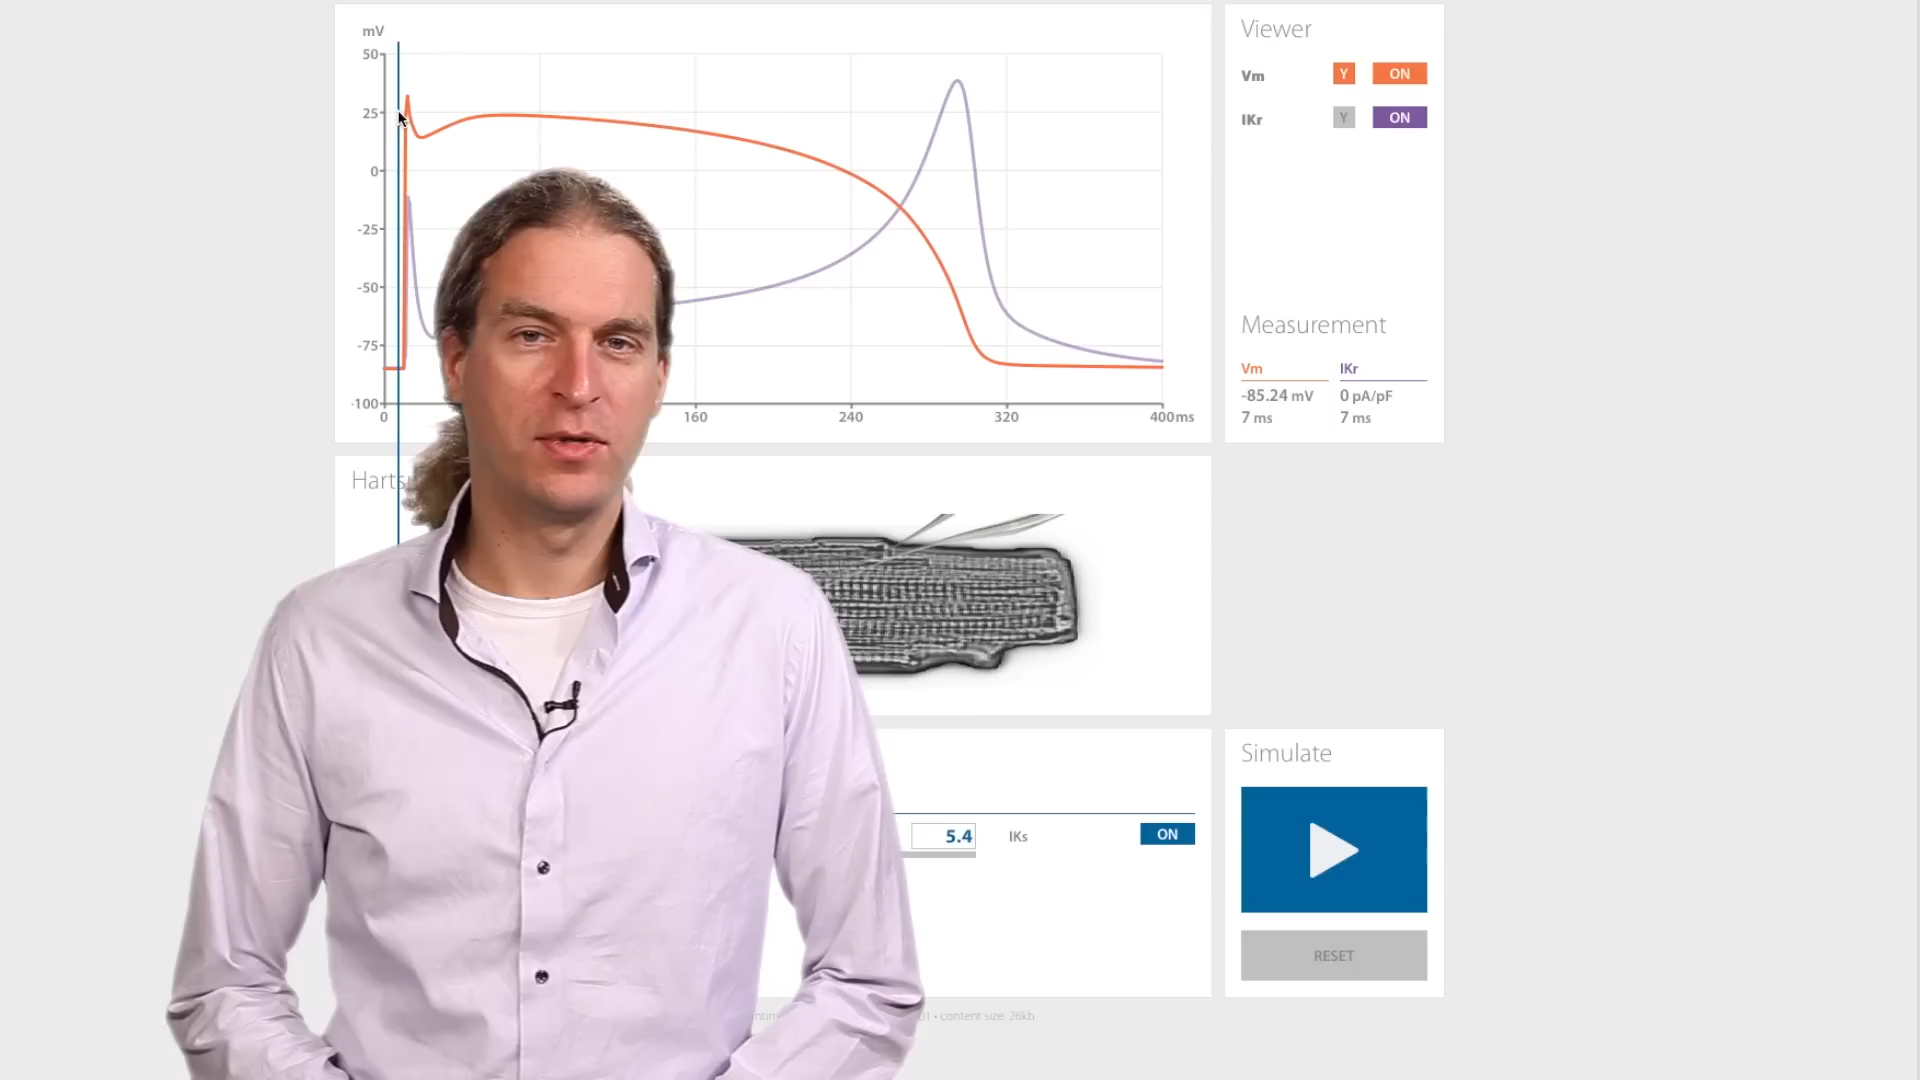 mV
50
25
0
-25
-50
-75
-100
0
160
240
320
400ms
Viewer
Vm
Y
ON
IKr
Y
ON
Measurement
Vm
IKr
-85.24 mV
0 pA/pF
7 ms
7 ms
5.4
IKs
ON
Simulate
RESET
• content size: 26kb